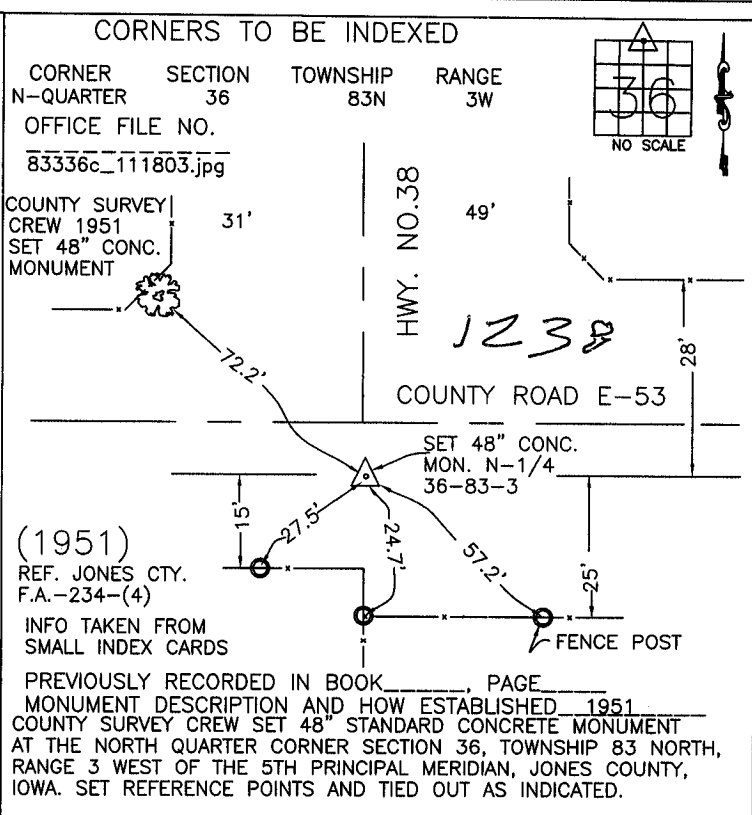 CORNERS TO BE INDEXED
CORNER SECTION TOWNSHIP RANGE
N-QUARTER 36 83N 3W
OFFICE FILE NO.
83336c_111803.jpg
36
NO SCALE
COUNTY SURVEY
CREW 1951
SET 48" CONC.
MONUMENT
31'
HWY. NO.38
49'
1238
72.2'
28'
COUNTY ROAD E-53
SET 48" CONC.
MON. N-1/4
36-83-3
15'
27.5'
24.7'
57.2'
25'
(1951)
REF. JONES CTY.
F.A.-234-(4)
INFO TAKEN FROM
SMALL INDEX CARDS
FENCE POST
PREVIOUSLY RECORDED IN BOOK______, PAGE_____
MONUMENT DESCRIPTION AND HOW ESTABLISHED__1951______
COUNTY SURVEY CREW SET 48" STANDARD CONCRETE MONUMENT
AT THE NORTH QUARTER CORNER SECTION 36, TOWNSHIP 83 NORTH,
RANGE 3 WEST OF THE 5TH PRINCIPAL MERIDIAN, JONES COUNTY,
IOWA. SET REFERENCE POINTS AND TIED OUT AS INDICATED.